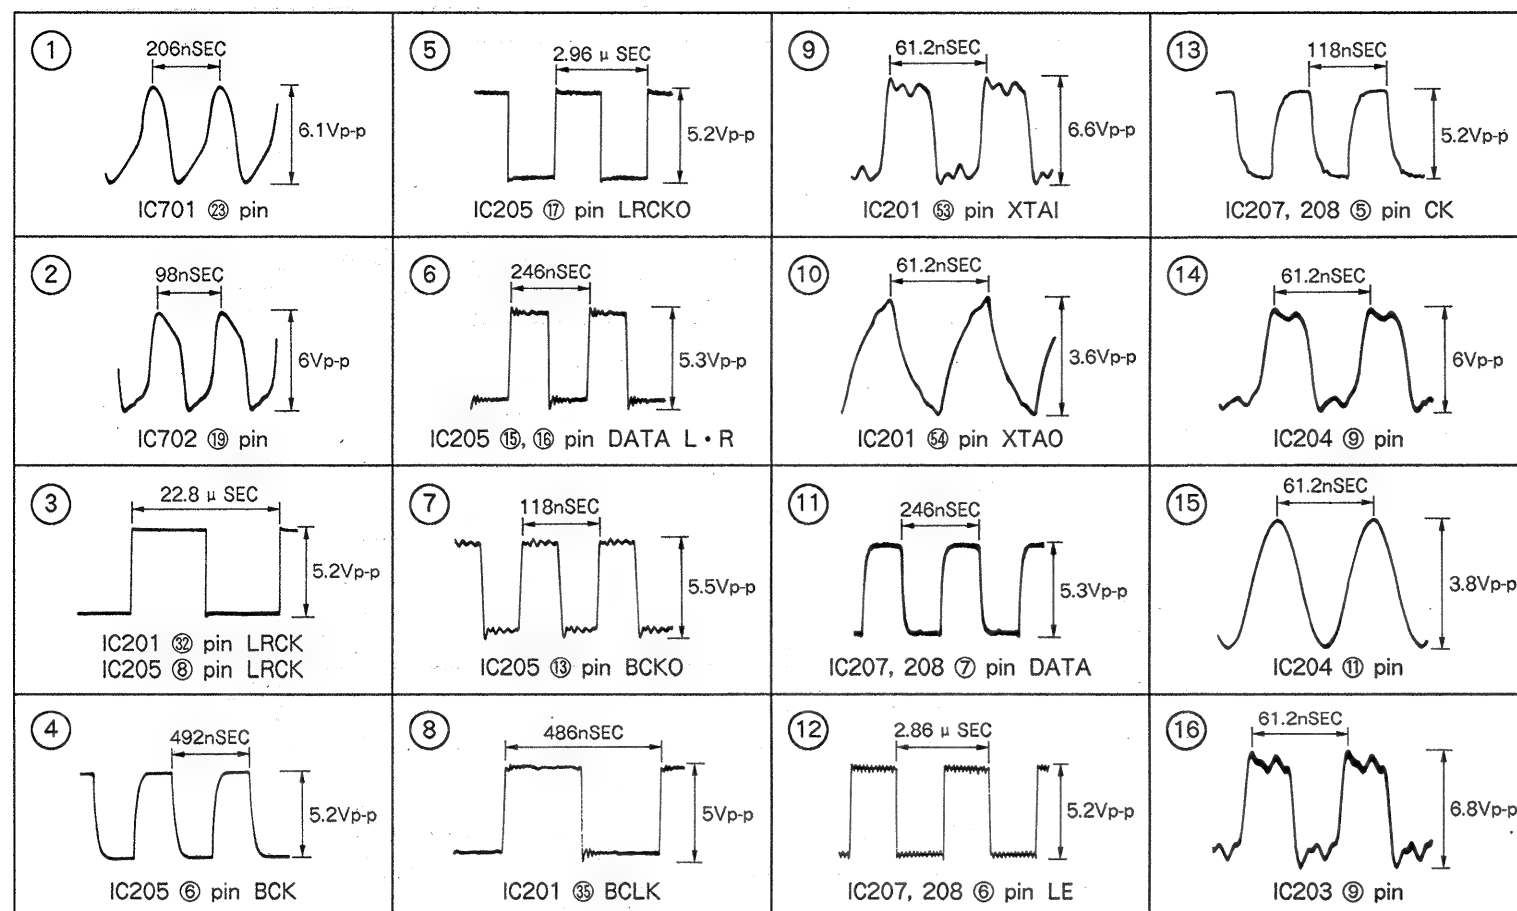 ①
206nSEC
6.1Vp-p
IC701 ㉓ pin
②
98nSEC
6Vp-p
IC702 ⑲ pin
③
22.8 μ SEC
5.2Vp-p
IC201 ㉜ pin LRCK
IC205 ⑧ pin LRCK
④
492nSEC
5.2Vp-p
IC205 ⑥ pin BCK
⑤
2.96 μ SEC
5.2Vp-p
IC205 ⑰ pin LRCKO
⑥
246nSEC
5.3Vp-p
IC205 ⑮, ⑯ pin DATA L・R
⑦
118nSEC
5.5Vp-p
IC205 ⑬ pin BCKO
⑧
486nSEC
5Vp-p
IC201 ㉟ BCLK
⑨
61.2nSEC
6.6Vp-p
IC201 ㊼ pin XTAI
⑩
61.2nSEC
3.6Vp-p
IC201 54 pin XTAO
⑪
246nSEC
5.3Vp-p
IC207, 208 ⑦ pin DATA
⑫
2.86 μ SEC
5.2Vp-p
IC207, 208 ⑥ pin LE
⑬
118nSEC
5.2Vp-p
IC207, 208 ⑤ pin CK
⑭
61.2nSEC
6Vp-p
IC204 ⑨ pin
⑮
61.2nSEC
3.8Vp-p
IC204 ⑪ pin
⑯
61.2nSEC
6.8Vp-p
IC203 ⑨ pin